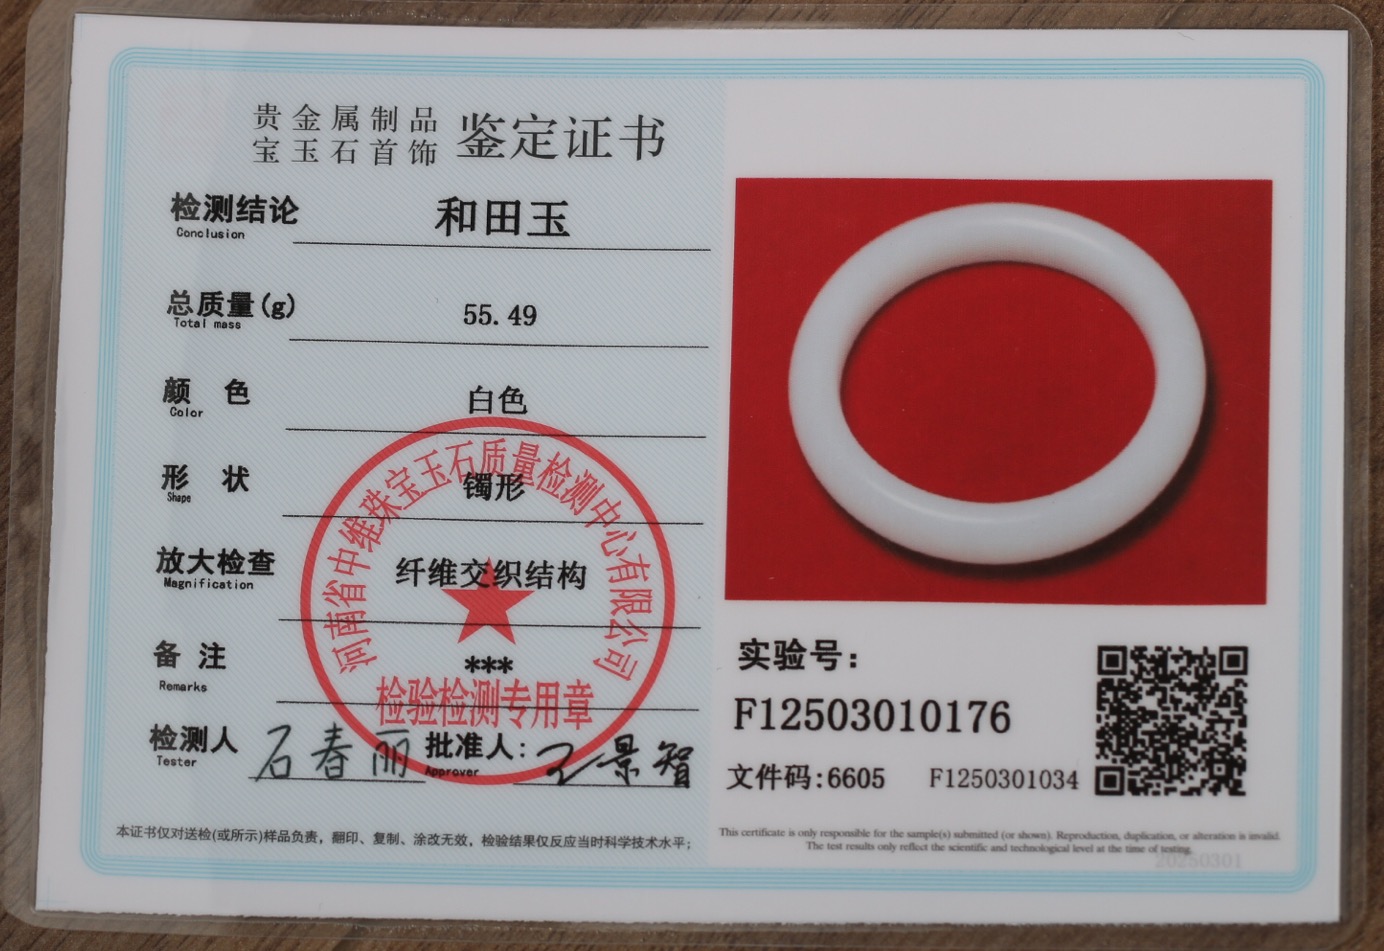 贵金属制品
宝玉石首饰 鉴定证书
检测结论 和田玉
Conclusion
总质量(g) 55.49
Total mass
颜 色 白色
Color
形 状 镯形
Shape
放大检查 纤维交织结构
Magnification
备 注 ***
Remarks
河南省中维珠宝玉石质量检测中心有限公司
检验检测专用章
检测人 石春丽 批准人: 王景智
Tester Approver
本证书仅对送检(或所示)样品负责，翻印、复制、涂改无效，检验结果仅反应当时科学技术水平;
实验号:
F12503010176
文件码:6605 F1250301034
This certificate is only responsible for the sample(s) submitted (or shown). Reproduction, duplication, or alteration is invalid.
The test results only reflect the scientific and technological level at the time of testing.
20250301